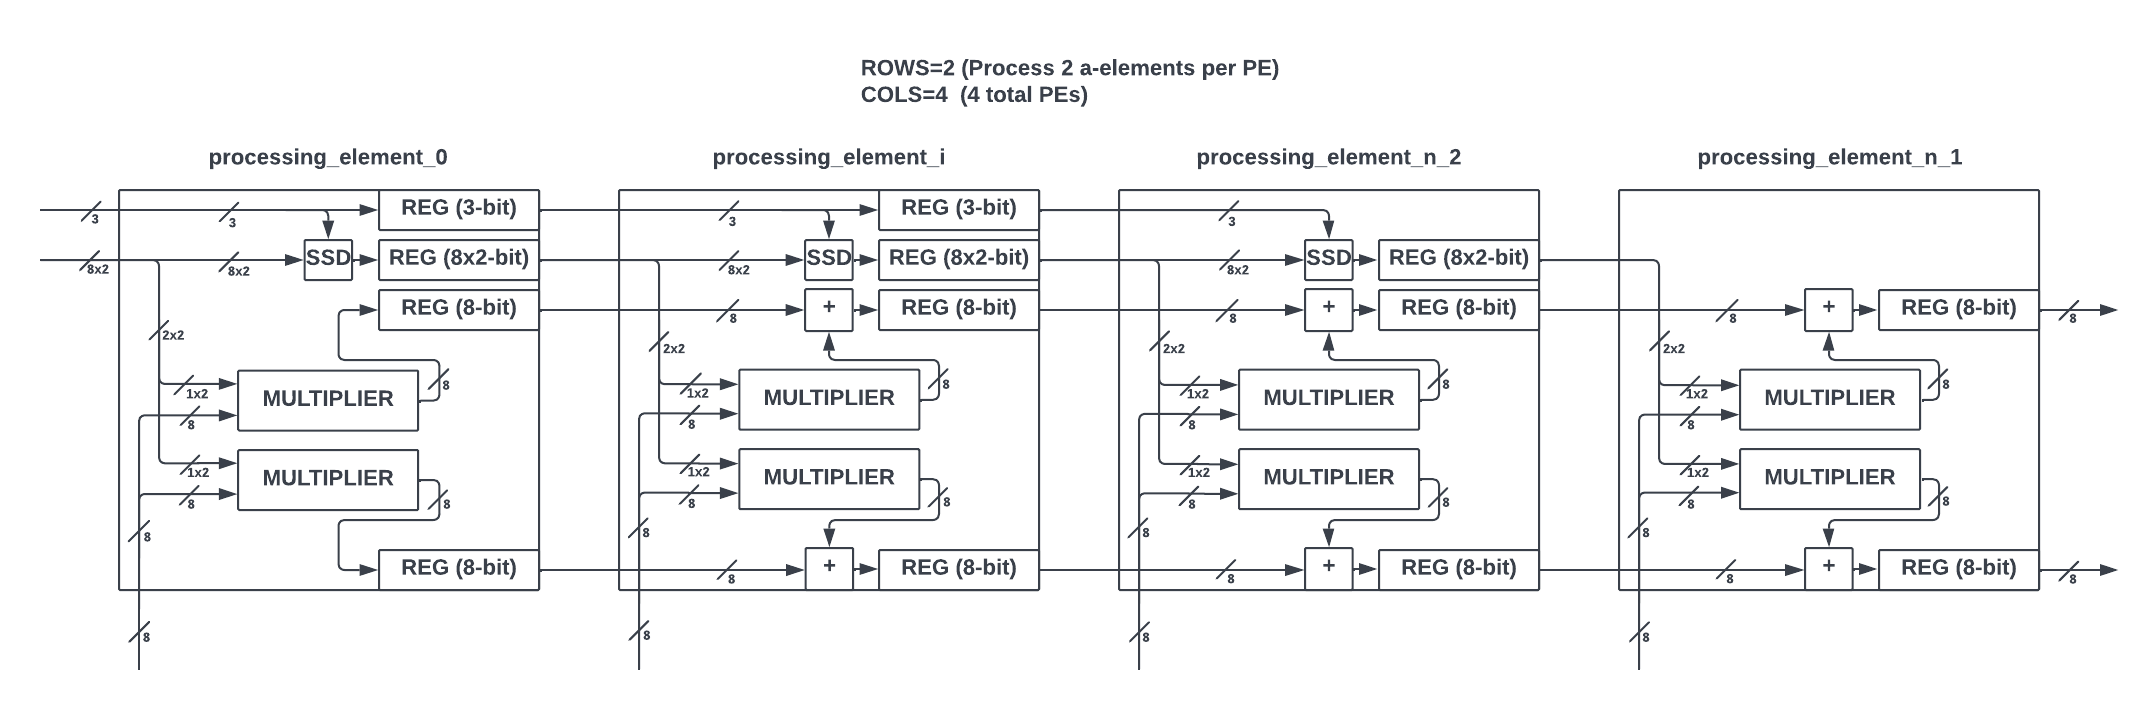 ROWS=2 (Process 2 a-elements per PE)
COLS=4 (4 total PEs)
processing_element_0
processing_element_i
processing_element_n_2
processing_element_n_1
3
3
REG (3-bit)
3
REG (3-bit)
3
8x2
8x2
SSD
REG (8x2-bit)
8x2
SSD
REG (8x2-bit)
8x2
SSD
REG (8x2-bit)
REG (8-bit)
8
+
REG (8-bit)
8
+
REG (8-bit)
8
+
REG (8-bit)
8
2x2
2x2
2x2
2x2
1x2
8
MULTIPLIER
8
1x2
8
MULTIPLIER
8
1x2
8
MULTIPLIER
8
1x2
8
MULTIPLIER
8
1x2
8
MULTIPLIER
8
1x2
8
MULTIPLIER
8
1x2
8
MULTIPLIER
8
1x2
8
MULTIPLIER
8
8
8
8
8
REG (8-bit)
8
+
REG (8-bit)
8
+
REG (8-bit)
8
+
REG (8-bit)
8
8
8
8
8